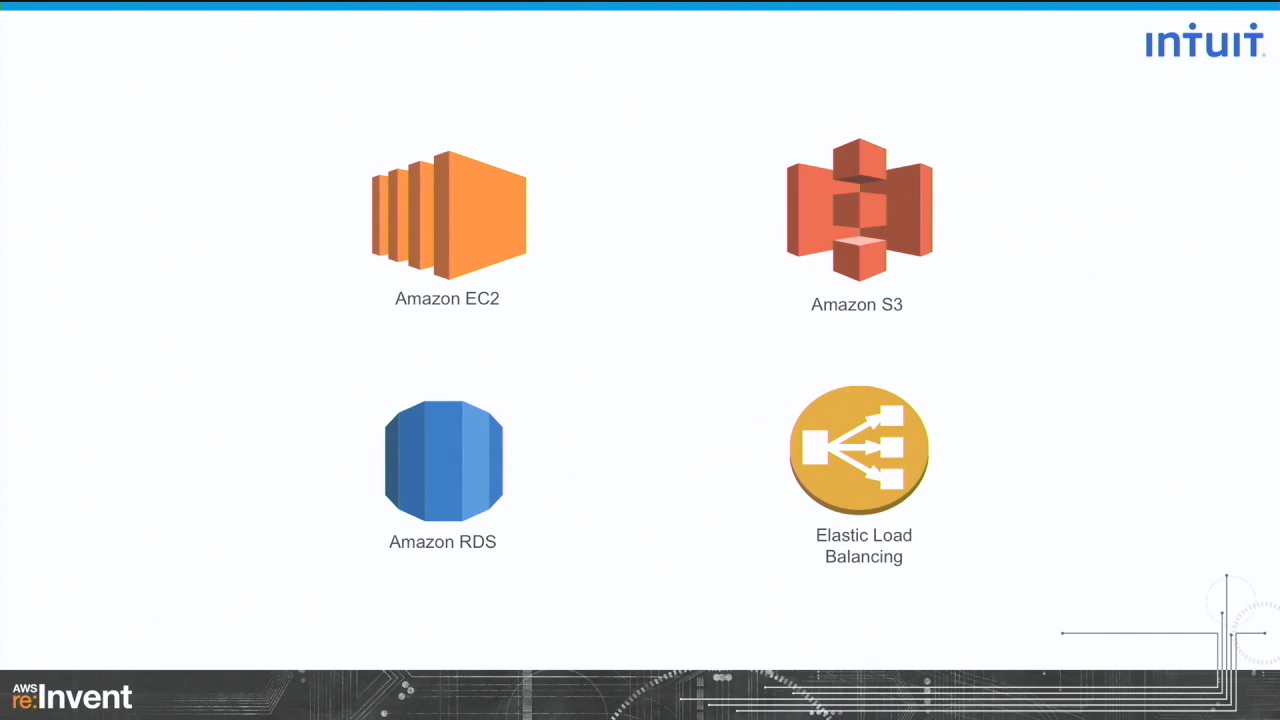 intuit
Amazon EC2
Amazon S3
Amazon RDS
Elastic Load
Balancing
AWS
re:Invent